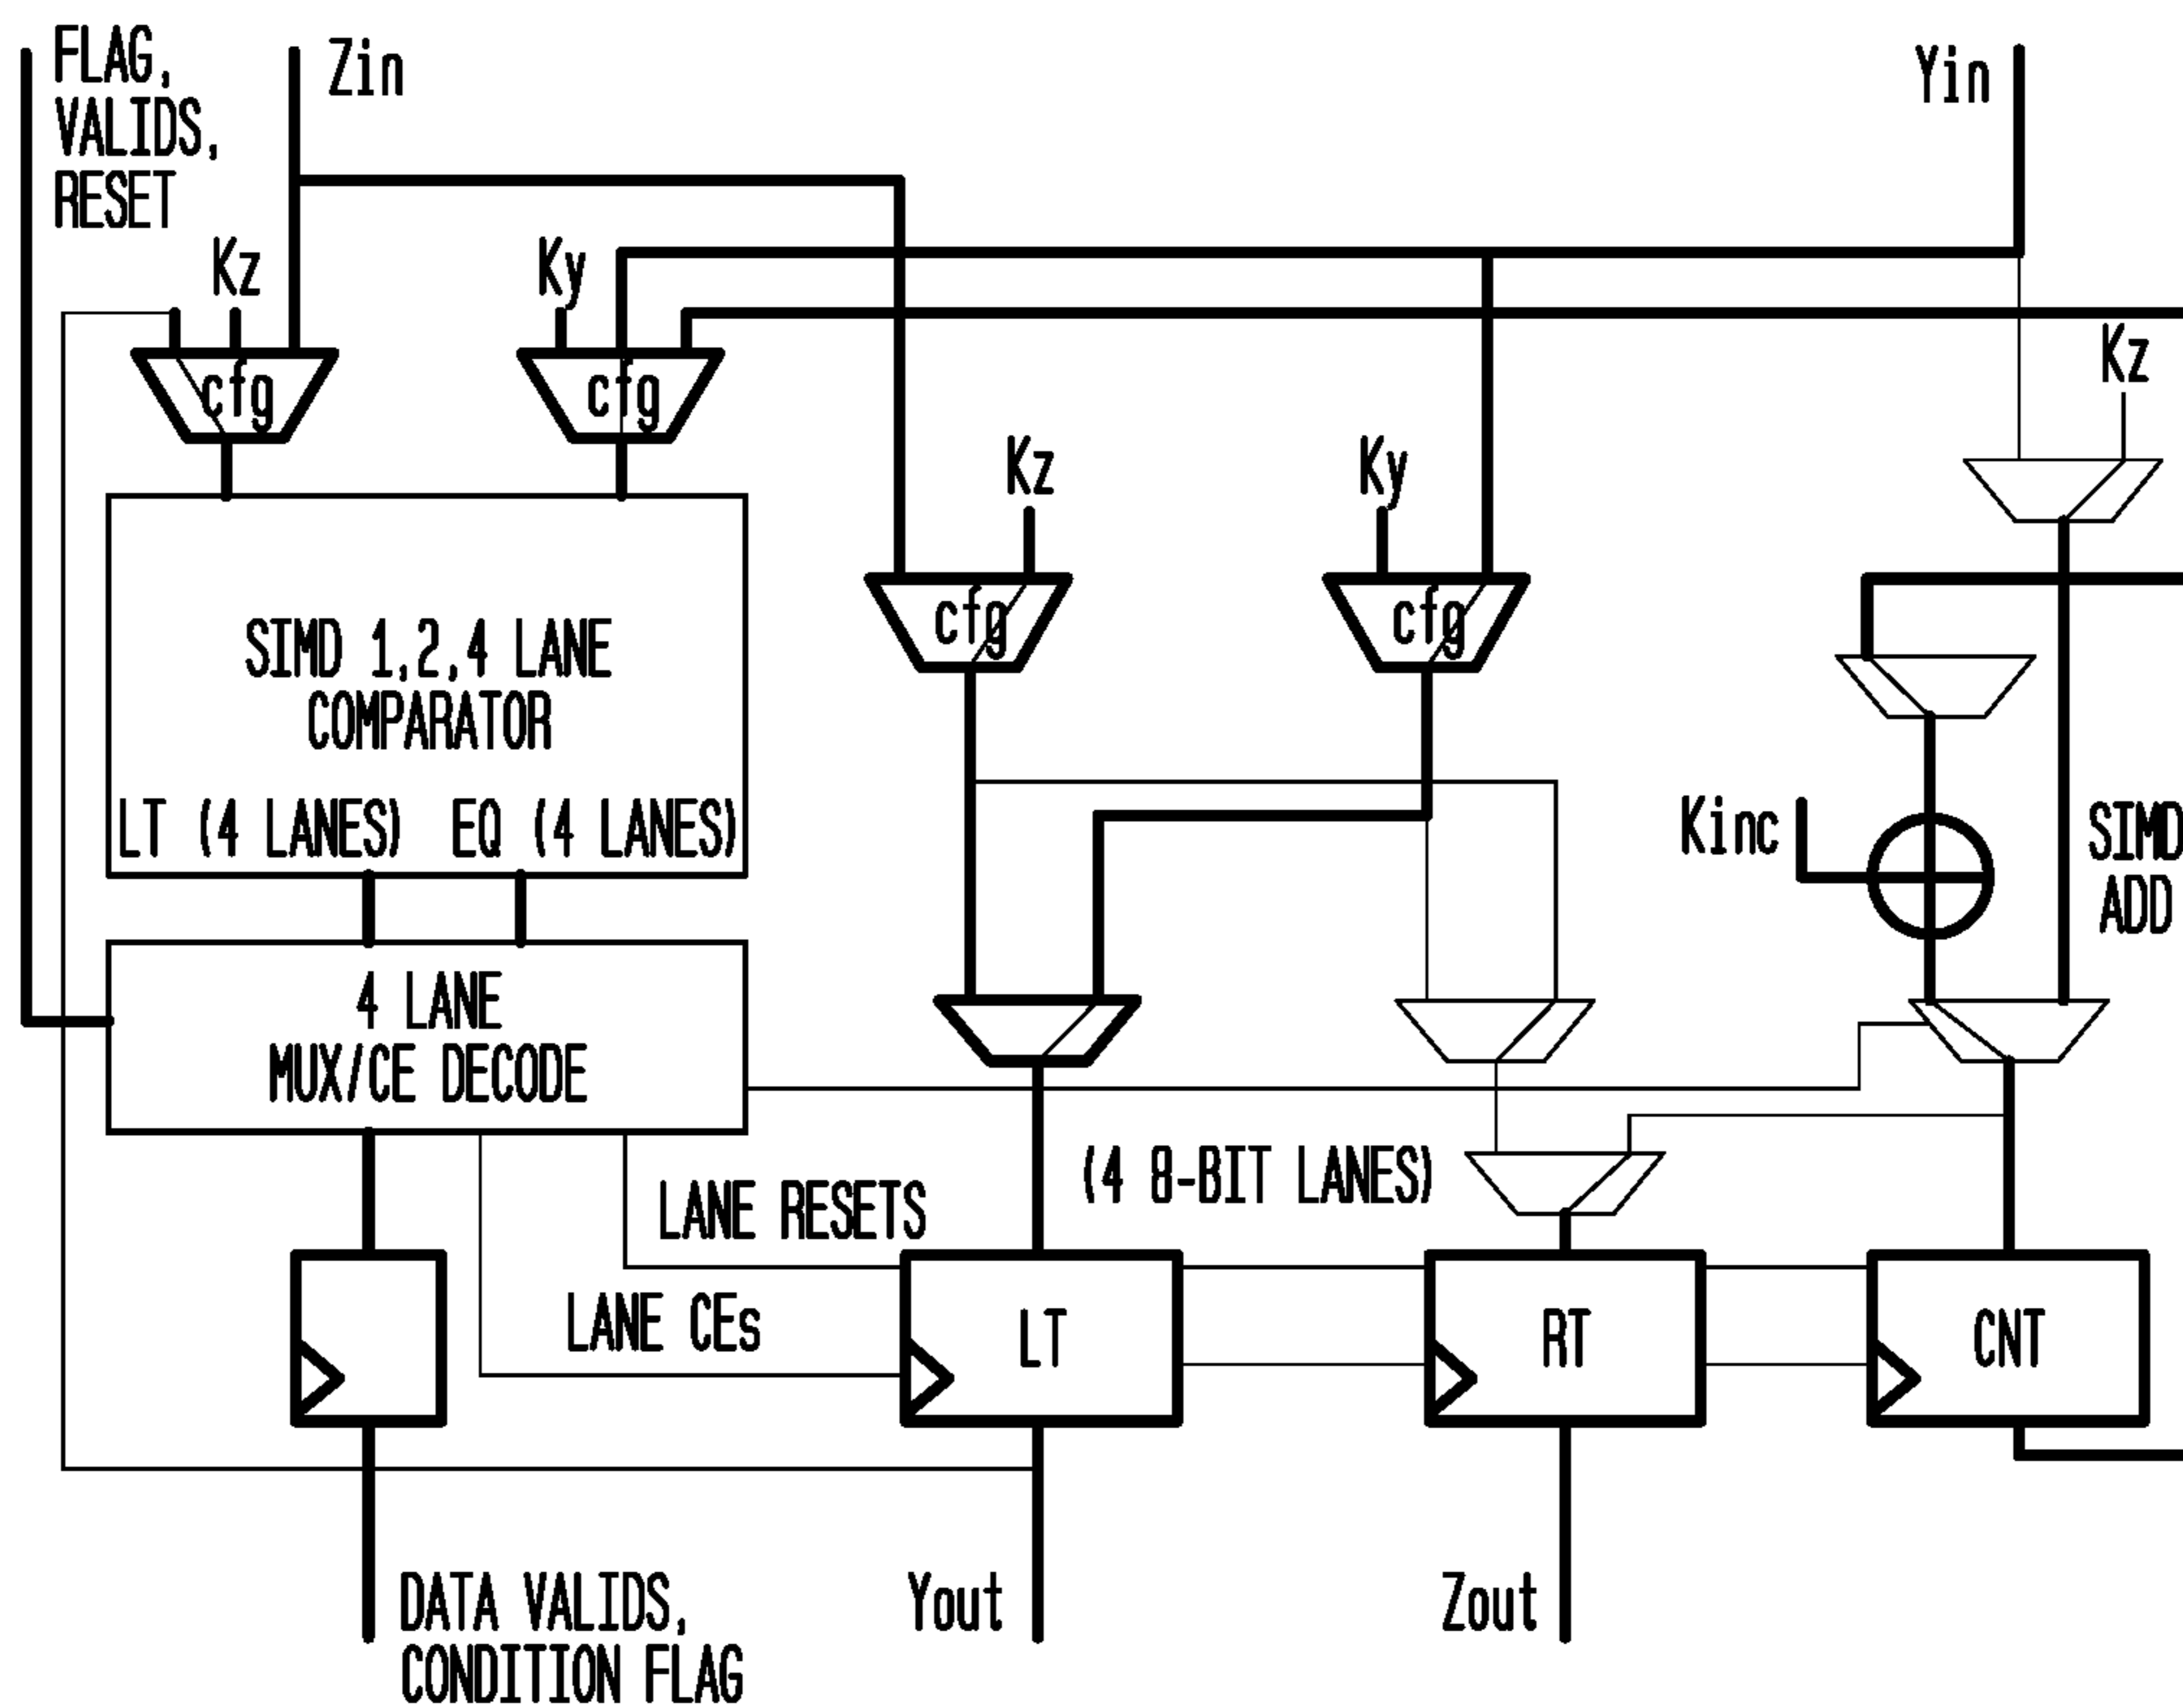 FLAG,
VALIDS,
RESET
Zin
Yin
Kz
Ky
Kz
cfg
cfg
Kz
Ky
cfg
cfg
SIMD 1,2,4 LANE
COMPARATOR
LT (4 LANES) EQ (4 LANES)
Kinc
SIMD
ADD
4 LANE
MUX/CE DECODE
(4 8-BIT LANES)
LANE RESETS
LANE CEs
LT
RT
CNT
DATA VALIDS,
CONDITION FLAG
Yout
Zout